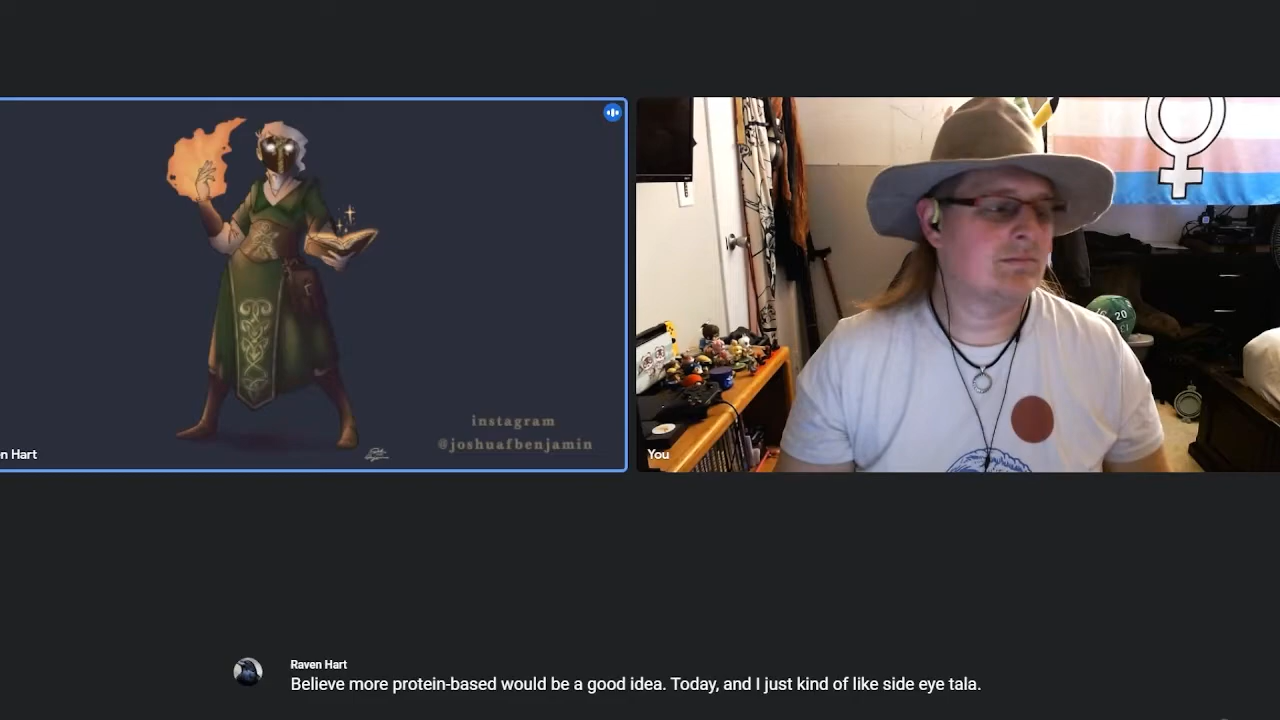 instagram
@joshuafbenjamin
n Hart
You
20
Raven Hart
Believe more protein-based would be a good idea. Today, and I just kind of like side eye tala.